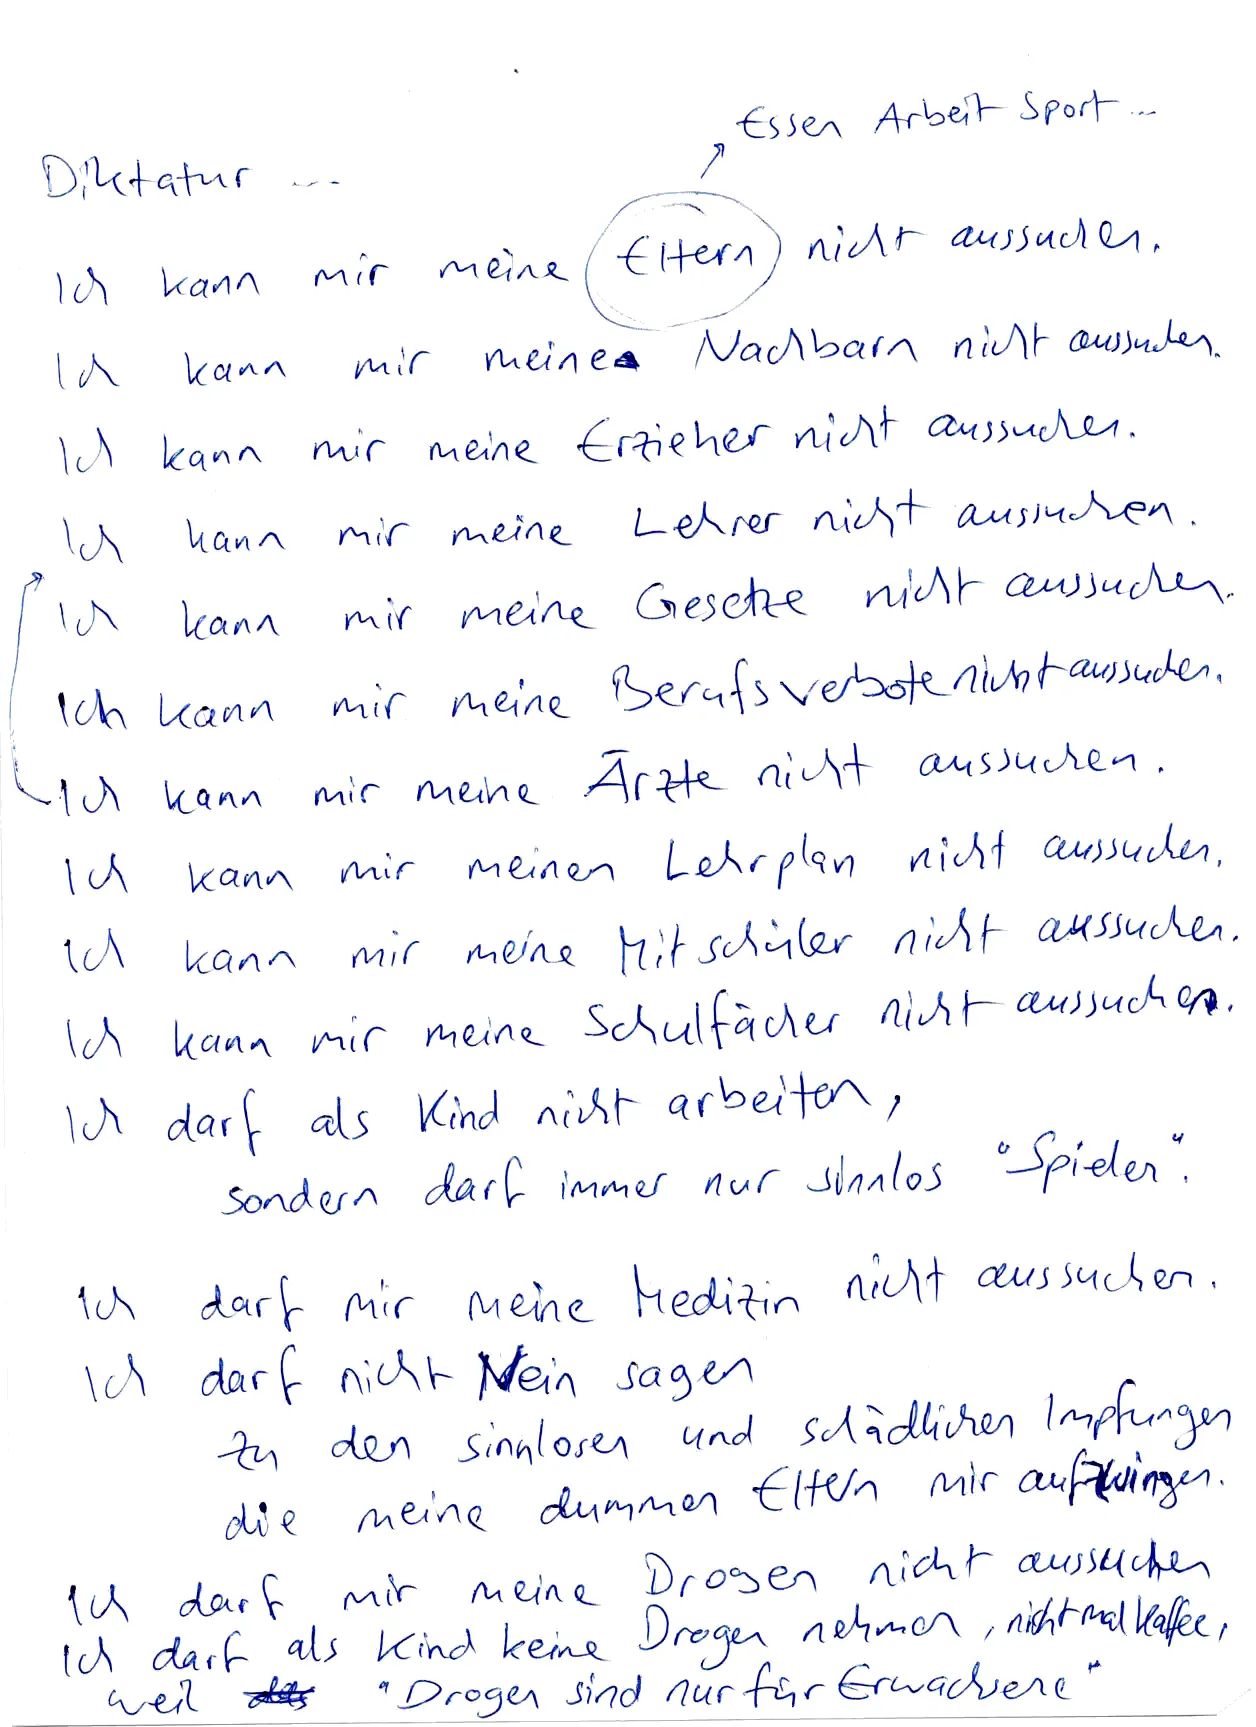 Essen Arbeit Sport ...
Diktatur ...
Ich kann mir meine Eltern nicht aussuchen.
Ich kann mir meine Nachbarn nicht aussuchen.
Ich kann mir meine Erzieher nicht aussuchen.
Ich kann mir meine Lehrer nicht aussuchen.
Ich kann mir meine Gesetze nicht aussuchen.
Ich kann mir meine Berufsverbote nicht aussuchen.
Ich kann mir meine Ärzte nicht aussuchen.
Ich kann mir meinen Lehrplan nicht aussuchen.
Ich kann mir meine Mitschüler nicht aussuchen.
Ich kann mir meine Schulfächer nicht aussuchen.
Ich darf als Kind nicht arbeiten,
sondern darf immer nur sinnlos "Spielen".
Ich darf mir meine Medizin nicht aussuchen.
Ich darf nicht Nein sagen
zu den sinnlosen und schädlichen Impfungen
die meine dummen Eltern mir aufzwingen.
Ich darf mir meine Drogen nicht aussuchen
Ich darf als Kind keine Drogen nehmen, nicht mal Kaffee,
weil "Drogen sind nur für Erwachsene"